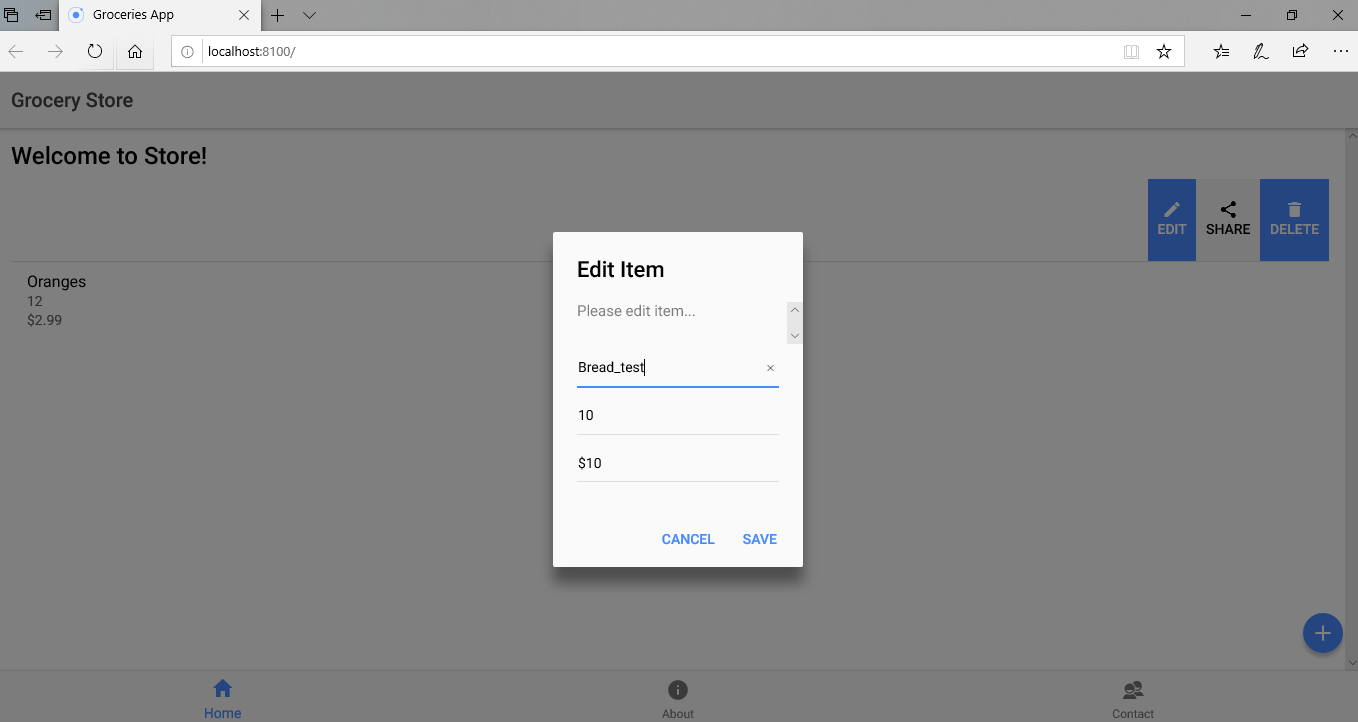 Groceries App
localhost:8100/
Grocery Store
Welcome to Store!
EDIT SHARE DELETE
Oranges
12
$2.99
Edit Item
Please edit item...
Bread_test
10
$10
CANCEL SAVE
Home About Contact